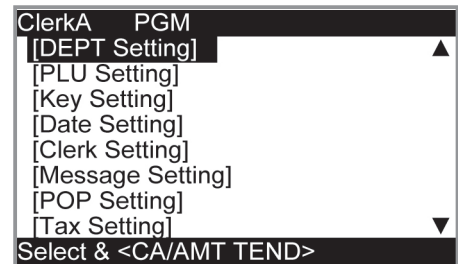 ClerkA PGM
[DEPT Setting]
[PLU Setting]
[Key Setting]
[Date Setting]
[Clerk Setting]
[Message Setting]
[POP Setting]
[Tax Setting]
Select & <CA/AMT TEND>